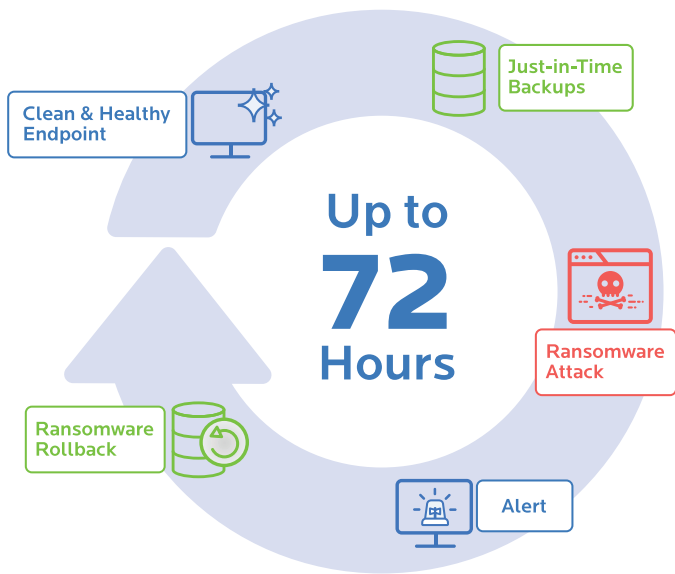 Clean & Healthy
Endpoint
Just-in-Time
Backups
Up to
72
Hours
Ransomware
Attack
Alert
Ransomware
Rollback